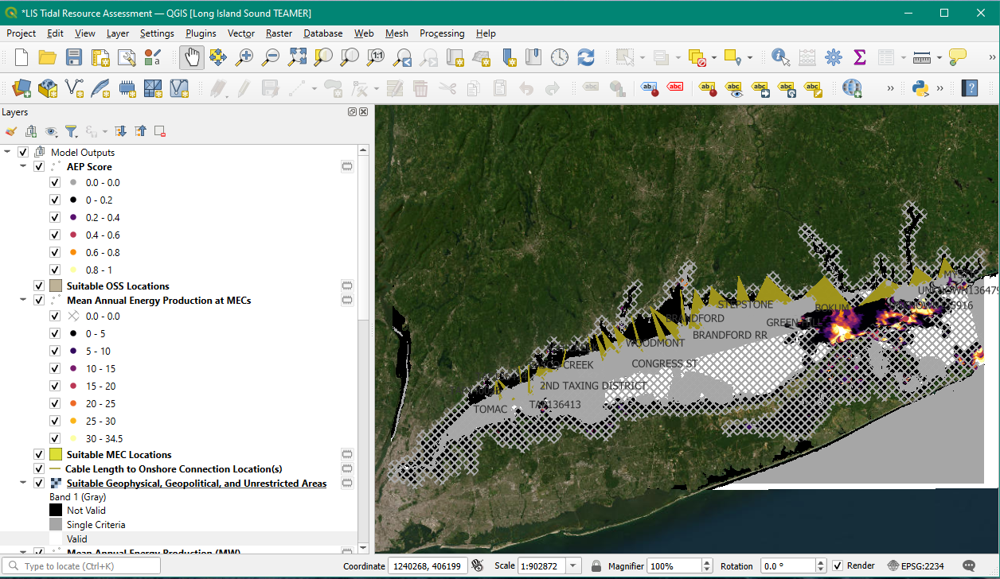 *LIS Tidal Resource Assessment — QGIS [Long Island Sound TEAMER]
Project Edit View Layer Settings Plugins Vector Raster Database Web Mesh Processing Help
Layers
Model Outputs
AEP Score
0.0 - 0.0
0 - 0.2
0.2 - 0.4
0.4 - 0.6
0.6 - 0.8
0.8 - 1
Suitable OSS Locations
Mean Annual Energy Production at MECs
0.0 - 0.0
0 - 5
5 - 10
10 - 15
15 - 20
20 - 25
25 - 30
30 - 34.5
Suitable MEC Locations
Cable Length to Onshore Connection Location(s)
Suitable Geophysical, Geopolitical, and Unrestricted Areas
Band 1 (Gray)
Not Valid
Single Criteria
Valid
Mean Annual Energy Production (MW)
STEPSTONE
BOKUM
BRANDFORD
GREEN HILL
BRANDFORD RR
WOODMONT
CREEK
CONGRESS ST
2ND TAXING DISTRICT
TAP136413
TOMAC
Type to locate (Ctrl+K)
Coordinate 1240268, 406199 Scale 1:902872 Magnifier 100% Rotation 0.0 ° Render EPSG:2234